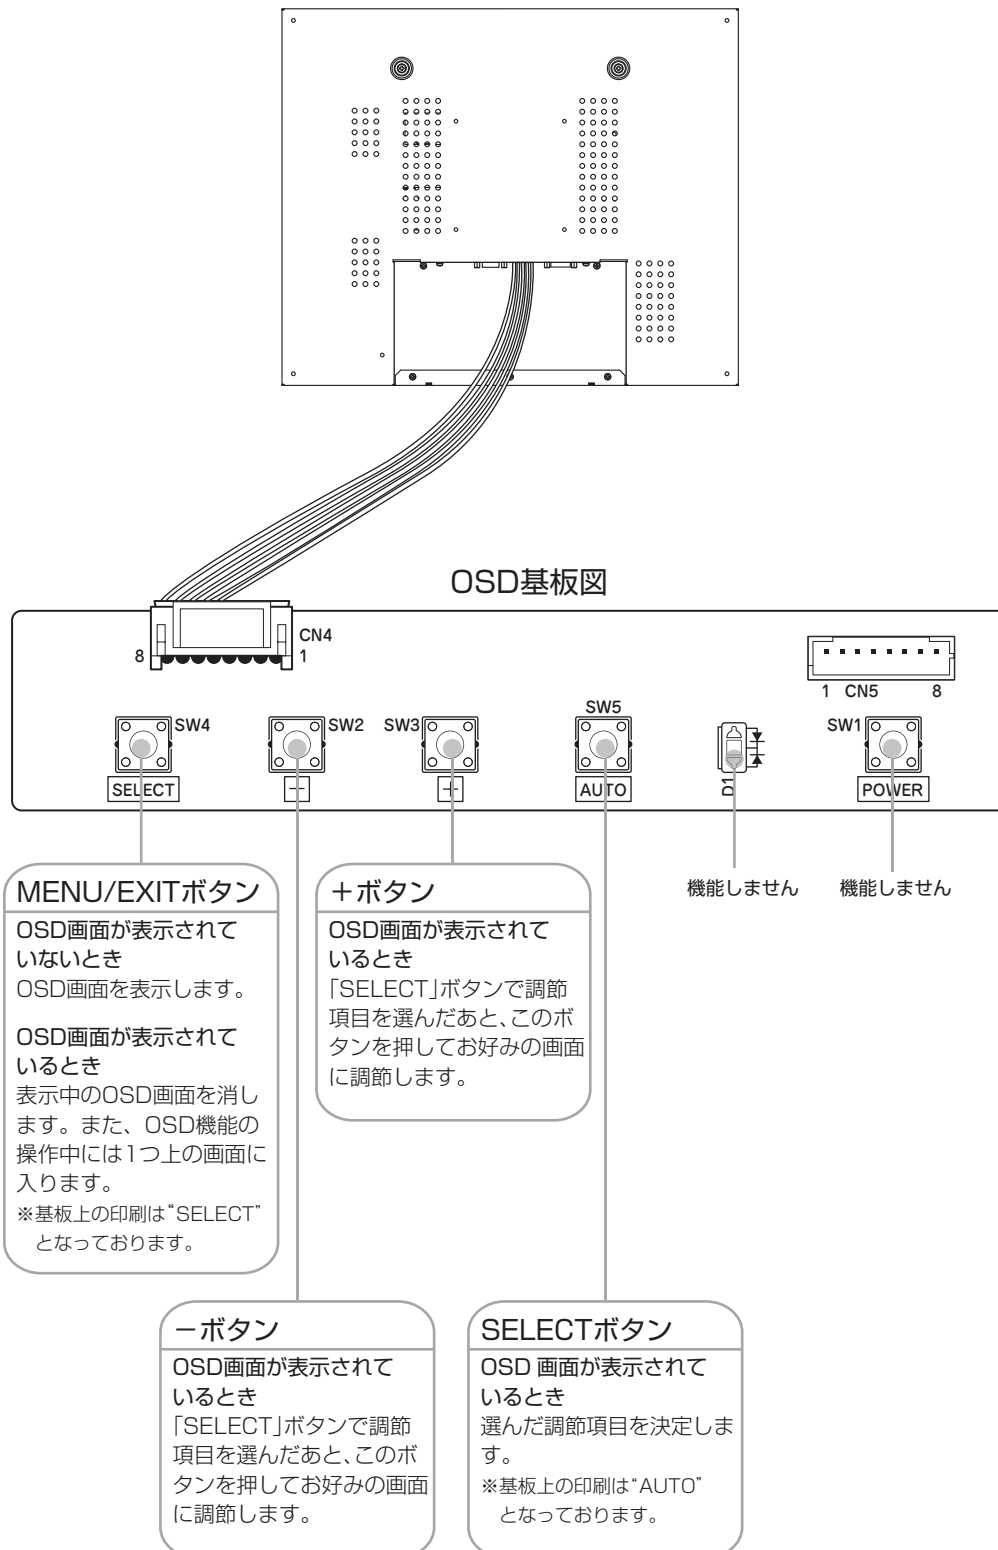 OSD基板図
CN4
8
1
1 CN5 8
SW4
SW2
SW3
SW5
SW1
D1
SELECT
−
+
AUTO
POWER
機能しません
機能しません
MENU/EXITボタン
OSD画面が表示されて
いないとき
OSD画面を表示します。
OSD画面が表示されて
いるとき
表示中のOSD画面を消し
ます。また、OSD機能の
操作中には1つ上の画面に
入ります。
※基板上の印刷は“SELECT”
となっております。
＋ボタン
OSD画面が表示されて
いるとき
「SELECT」ボタンで調節
項目を選んだあと、このボ
タンを押してお好みの画面
に調節します。
－ボタン
OSD画面が表示されて
いるとき
「SELECT」ボタンで調節
項目を選んだあと、このボ
タンを押してお好みの画面
に調節します。
SELECTボタン
OSD 画面が表示されて
いるとき
選んだ調節項目を決定しま
す。
※基板上の印刷は“AUTO”
となっております。